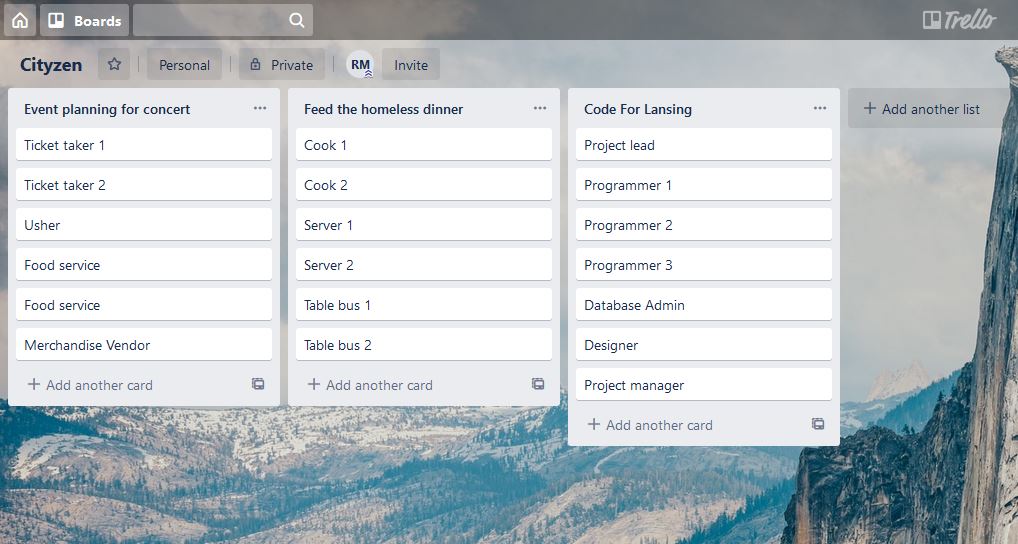 Boards
Trello
Cityzen
Personal
Private
RM
Invite
Event planning for concert
Ticket taker 1
Ticket taker 2
Usher
Food service
Food service
Merchandise Vendor
+ Add another card
Feed the homeless dinner
Cook 1
Cook 2
Server 1
Server 2
Table bus 1
Table bus 2
+ Add another card
Code For Lansing
Project lead
Programmer 1
Programmer 2
Programmer 3
Database Admin
Designer
Project manager
+ Add another card
+ Add another list